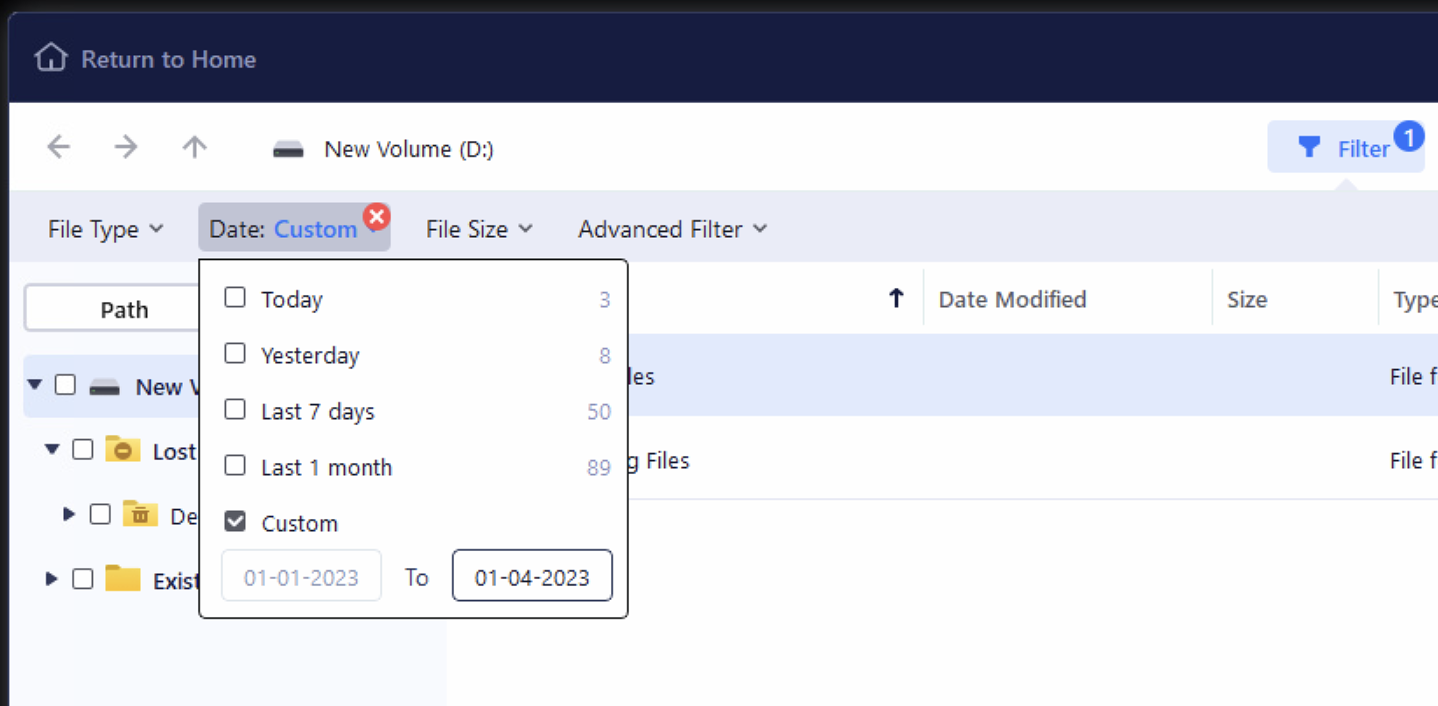 Return to Home
New Volume (D:)
Filter
1
File Type
Date: Custom
File Size
Advanced Filter
Path
Date Modified
Size
Type
Today 3
Yesterday 8
Last 7 days 50
Last 1 month 89
Custom
01-01-2023 To 01-04-2023
New V
Lost
De
Exist
les
File f
g Files
File f